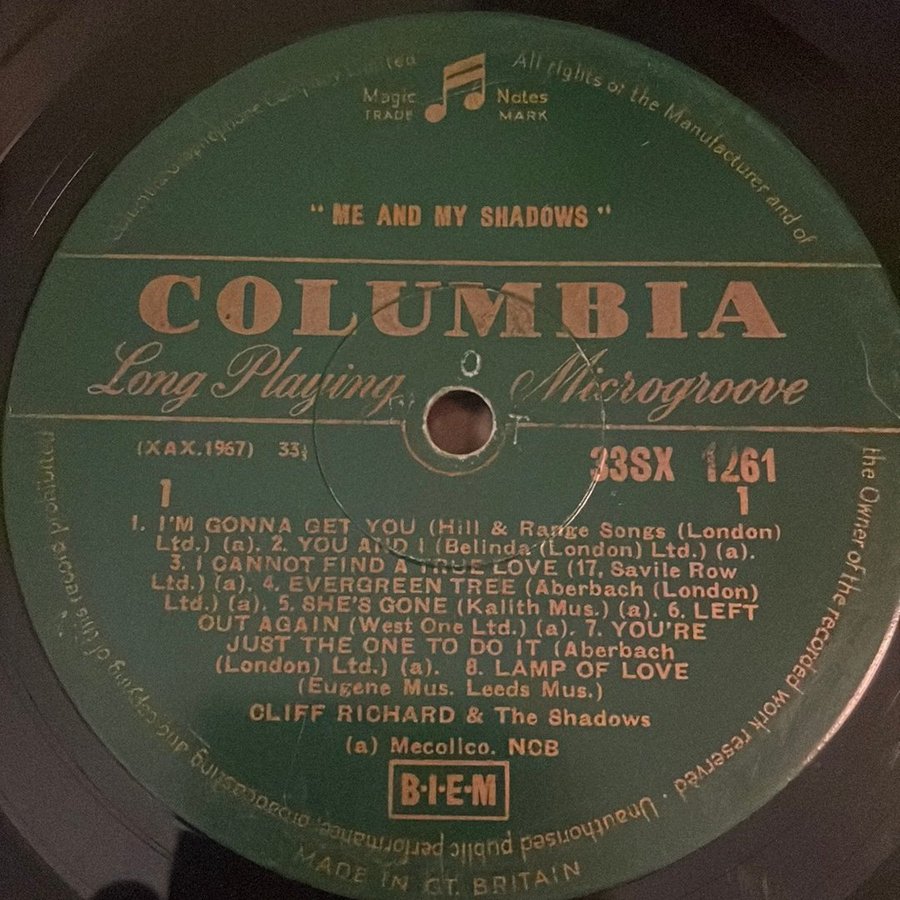 Magic Notes
TRADE MARK
All rights of the Manufacturer and of
the Owner of the recorded work reserved · Unauthorised public performance, broadcasting and copying of this record prohibited
" ME AND MY SHADOWS "
COLUMBIA
Long Playing Microgroove
(XAX.1967) 33⅓
33SX 1261
1 1
1. I'M GONNA GET YOU (Hill & Range Songs (London)
Ltd.) (a). 2. YOU AND I (Belinda (London) Ltd.) (a).
3. I CANNOT FIND A TRUE LOVE (17, Savile Row
Ltd.) (a). 4. EVERGREEN TREE (Aberbach (London)
Ltd.) (a). 5. SHE'S GONE (Kalith Mus.) (a). 6. LEFT
OUT AGAIN (West One Ltd.) (a). 7. YOU'RE
JUST THE ONE TO DO IT (Aberbach
(London) Ltd.) (a). 8. LAMP OF LOVE
(Eugene Mus. Leeds Mus.)
CLIFF RICHARD & The Shadows
(a) Mecolico. NCB
B·I·E·M
MADE IN GT. BRITAIN